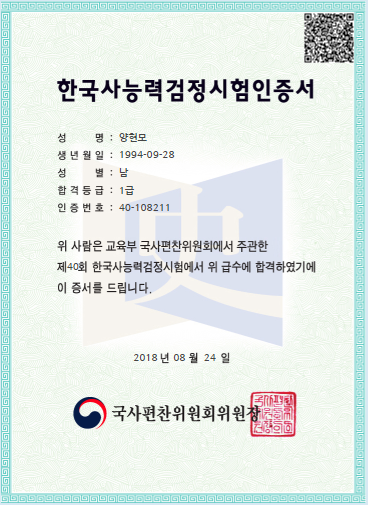 한국사능력검정시험인증서
성 명 : 양현모
생 년 월 일 : 1994-09-28
성 별 : 남
합 격 등 급 : 1급
인 증 번 호 : 40-108211
위 사람은 교육부 국사편찬위원회에서 주관한
제40회 한국사능력검정시험에서 위 급수에 합격하였기에
이 증서를 드립니다.
史
2018 년 08 월 24 일
국사편찬위원회위원장